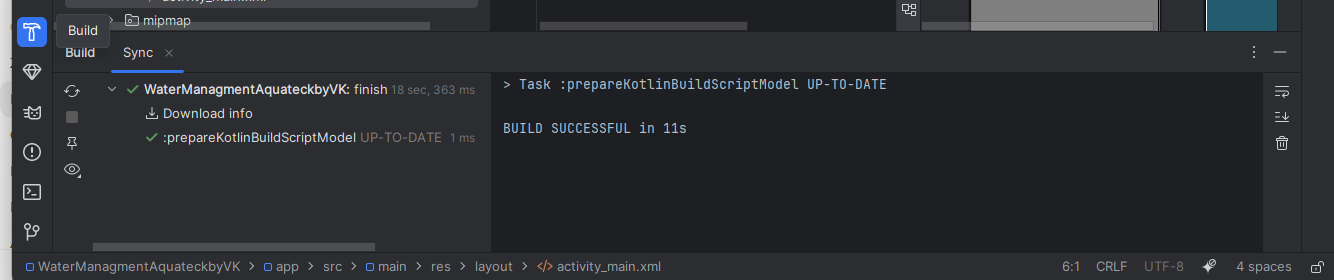 activity_main.xml
mipmap
Build
Build Sync
WaterManagmentAquateckbyVK: finish 18 sec, 363 ms
Download info
:prepareKotlinBuildScriptModel UP-TO-DATE 1 ms
> Task :prepareKotlinBuildScriptModel UP-TO-DATE
BUILD SUCCESSFUL in 11s
WaterManagmentAquateckbyVK > app > src > main > res > layout > activity_main.xml 6:1 CRLF UTF-8 4 spaces